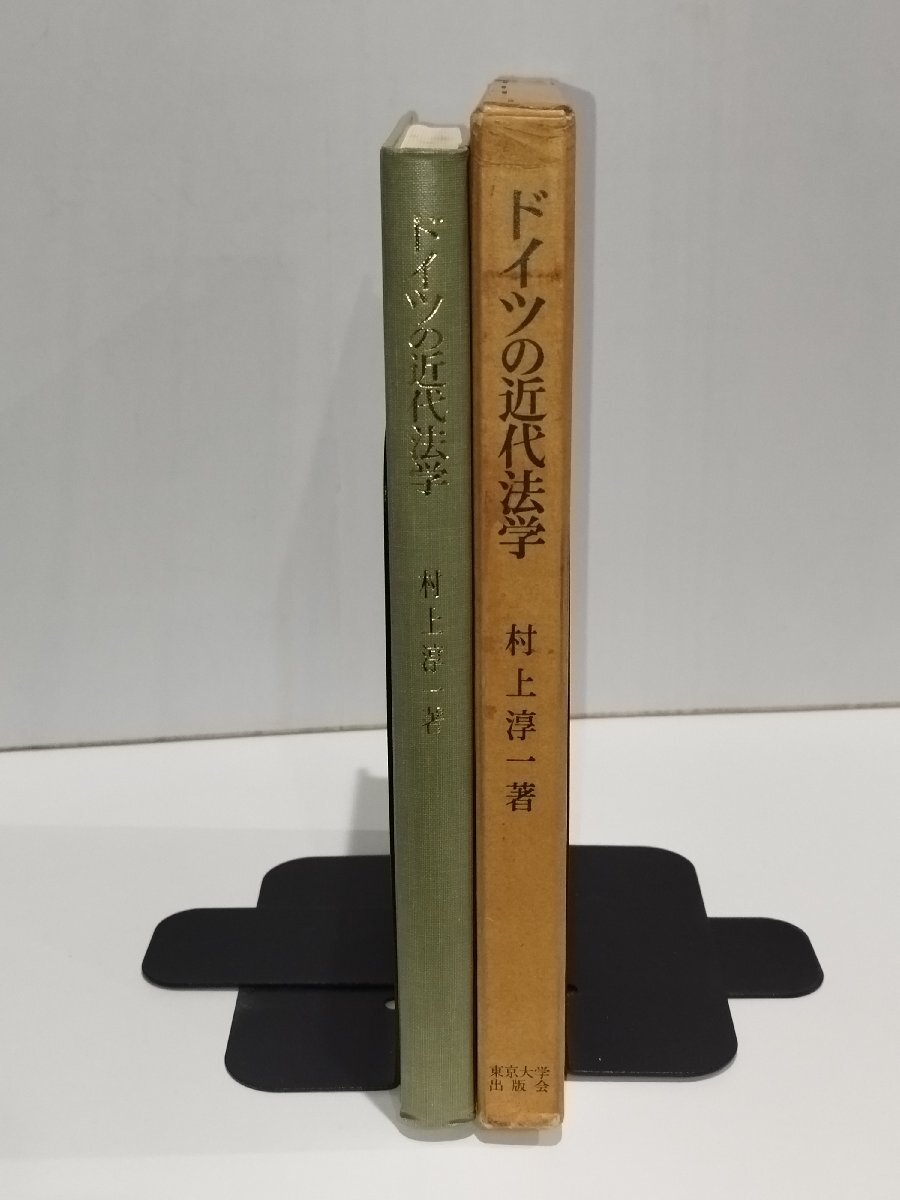 ドイツの近代法学
村上淳一著
ドイツの近代法学
村上淳一著
東京大学
出版会